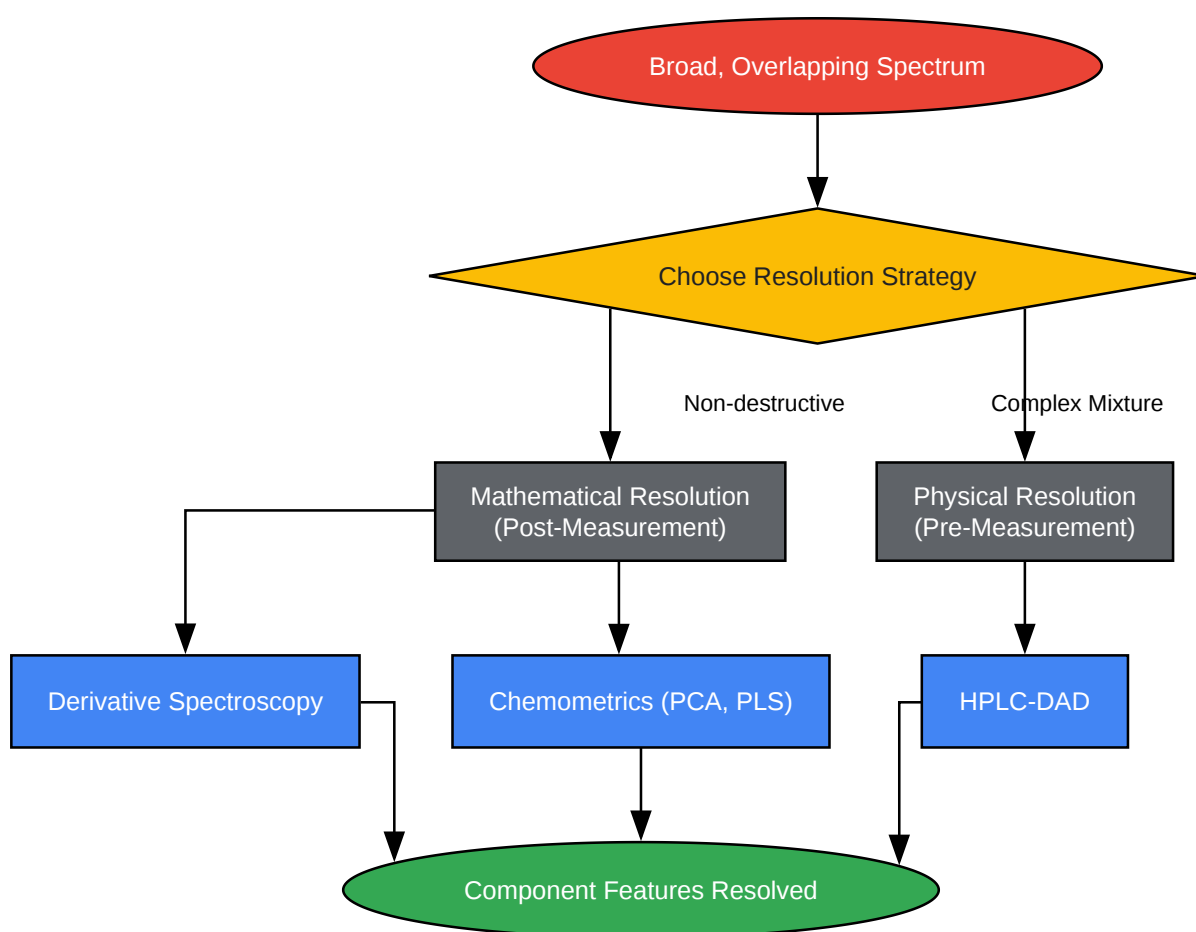 Broad, Overlapping Spectrum
Choose Resolution Strategy
Non-destructive
Complex Mixture
Mathematical Resolution
(Post-Measurement)
Physical Resolution
(Pre-Measurement)
Derivative Spectroscopy
Chemometrics (PCA, PLS)
HPLC-DAD
Component Features Resolved